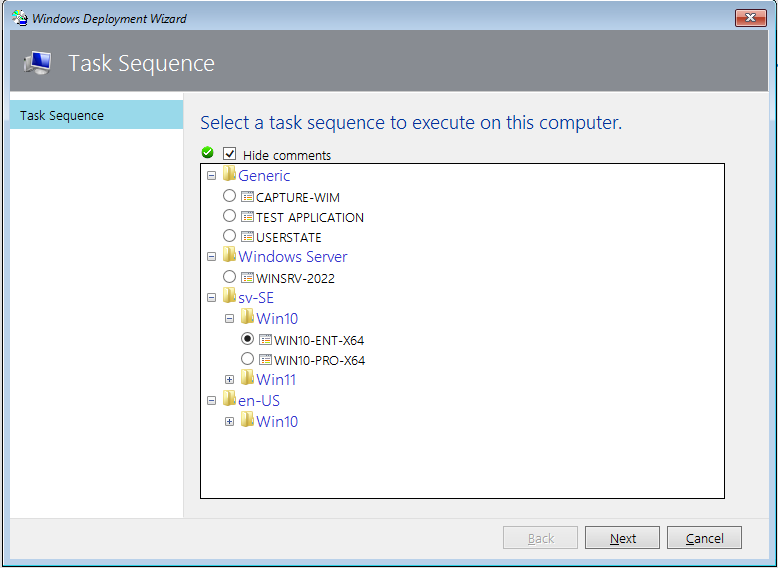 Windows Deployment Wizard
Task Sequence
Task Sequence
Select a task sequence to execute on this computer.
Hide comments
Generic
CAPTURE-WIM
TEST APPLICATION
USERSTATE
Windows Server
WINSRV-2022
sv-SE
Win10
WIN10-ENT-X64
WIN10-PRO-X64
Win11
en-US
Win10
Back Next Cancel